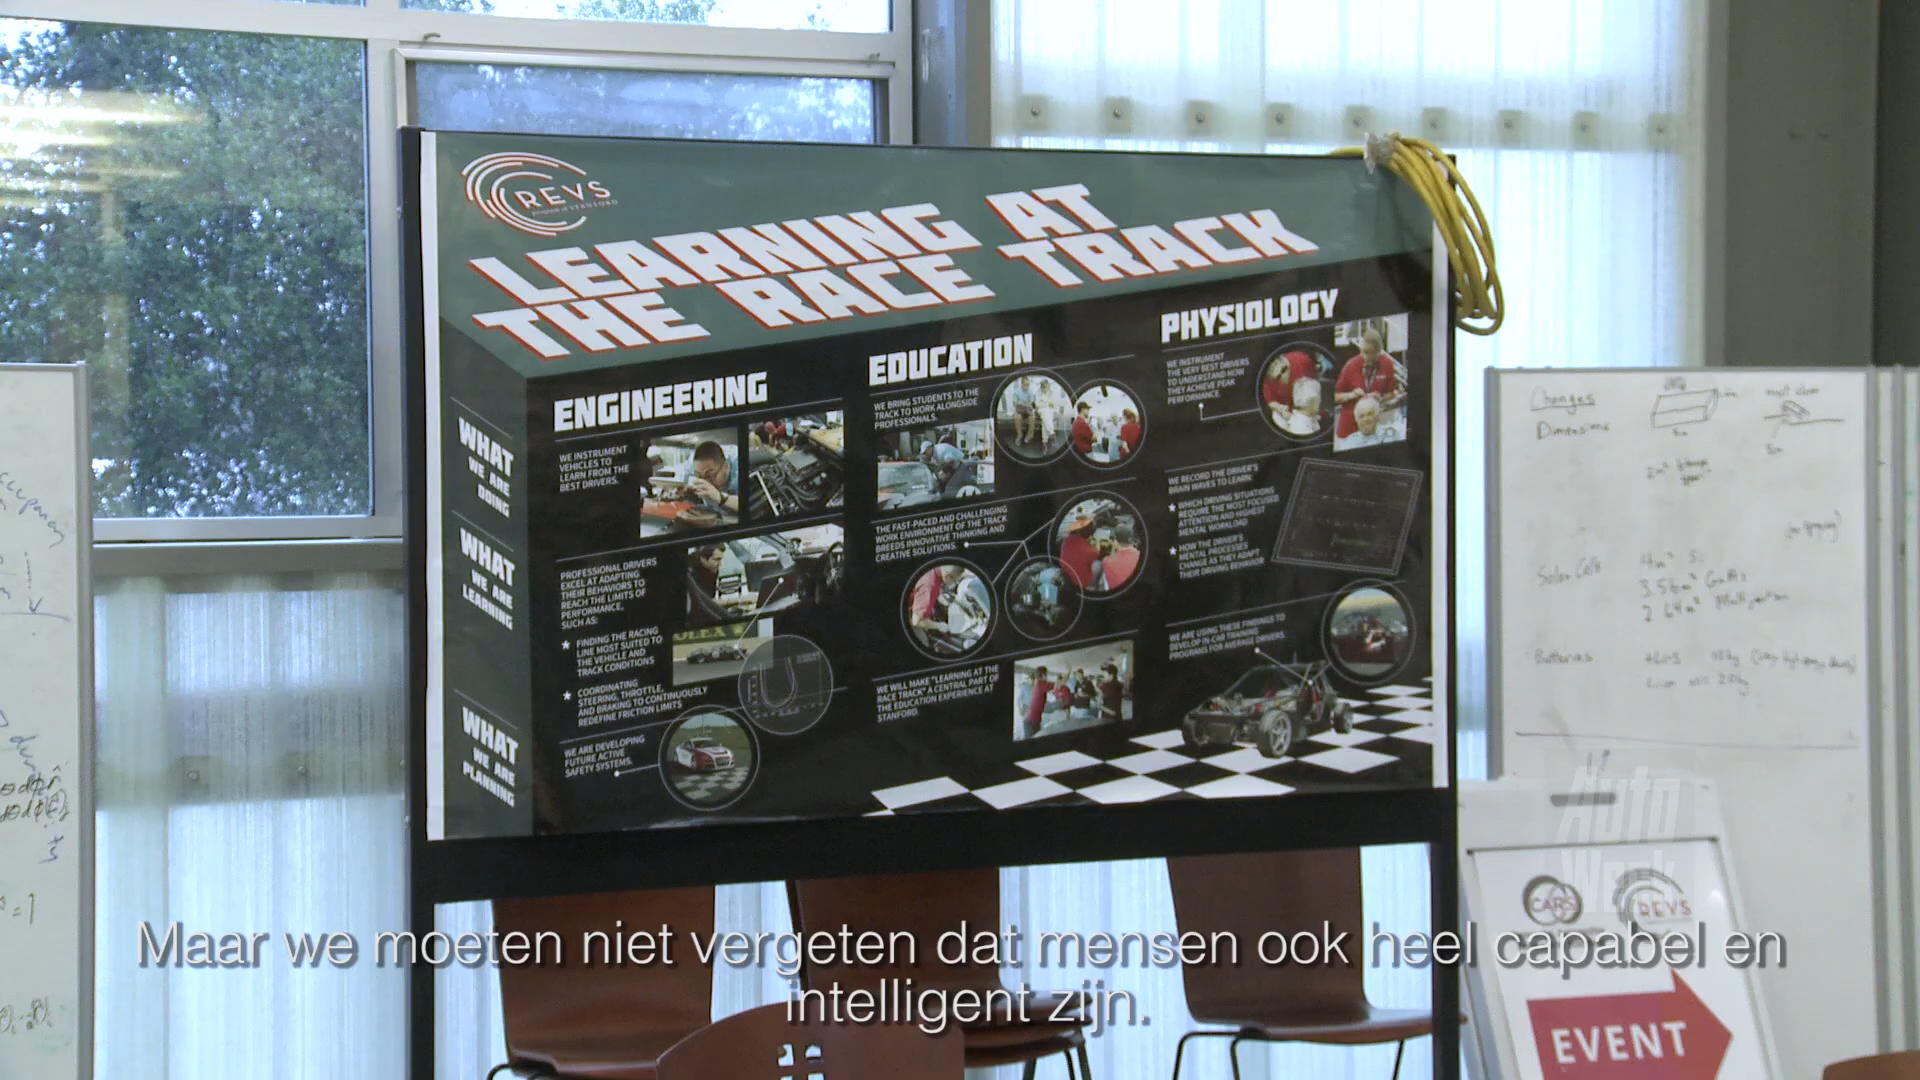 REVS
program at STANFORD
LEARNING AT
THE RACE TRACK
WHAT
WE ARE
DOING
WHAT
WE ARE
LEARNING
WHAT
WE ARE
PLANNING
ENGINEERING
WE INSTRUMENT
VEHICLES TO
LEARN FROM THE
BEST DRIVERS.
PROFESSIONAL DRIVERS
EXCEL AT ADAPTING
THEIR BEHAVIORS TO
REACH THE LIMITS OF
PERFORMANCE,
SUCH AS:
★ FINDING THE RACING
LINE MOST SUITED TO
THE VEHICLE AND
TRACK CONDITIONS
★ COORDINATING
STEERING, THROTTLE,
AND BRAKING TO CONTINUOUSLY
REDEFINE FRICTION LIMITS
WE ARE DEVELOPING
FUTURE ACTIVE
SAFETY SYSTEMS.
EDUCATION
WE BRING STUDENTS TO THE
TRACK TO WORK ALONGSIDE
PROFESSIONALS.
THE FAST-PACED AND CHALLENGING
WORK ENVIRONMENT OF THE TRACK
BREEDS INNOVATIVE THINKING AND
CREATIVE SOLUTIONS.
WE WILL MAKE "LEARNING AT THE
RACE TRACK" A CENTRAL PART OF
THE EDUCATION EXPERIENCE AT
STANFORD.
PHYSIOLOGY
WE INSTRUMENT
THE VERY BEST DRIVERS
TO UNDERSTAND HOW
THEY ACHIEVE PEAK
PERFORMANCE.
WE RECORD THE DRIVER'S
BRAIN WAVES TO LEARN:
★ WHICH DRIVING SITUATIONS
REQUIRE THE MOST FOCUSED
ATTENTION AND HIGHEST
MENTAL WORKLOAD
★ HOW THE DRIVER'S
MENTAL PROCESSES
CHANGE AS THEY ADAPT
THEIR DRIVING BEHAVIOR
WE ARE USING THESE FINDINGS TO
DEVELOP IN-CAR TRAINING
PROGRAMS FOR AVERAGE DRIVERS.
Changes
Dimensions
Solar Cells
Batteries
Auto
Week
CARS
REVS
EVENT
Maar we moeten niet vergeten dat mensen ook heel capabel en
intelligent zijn.